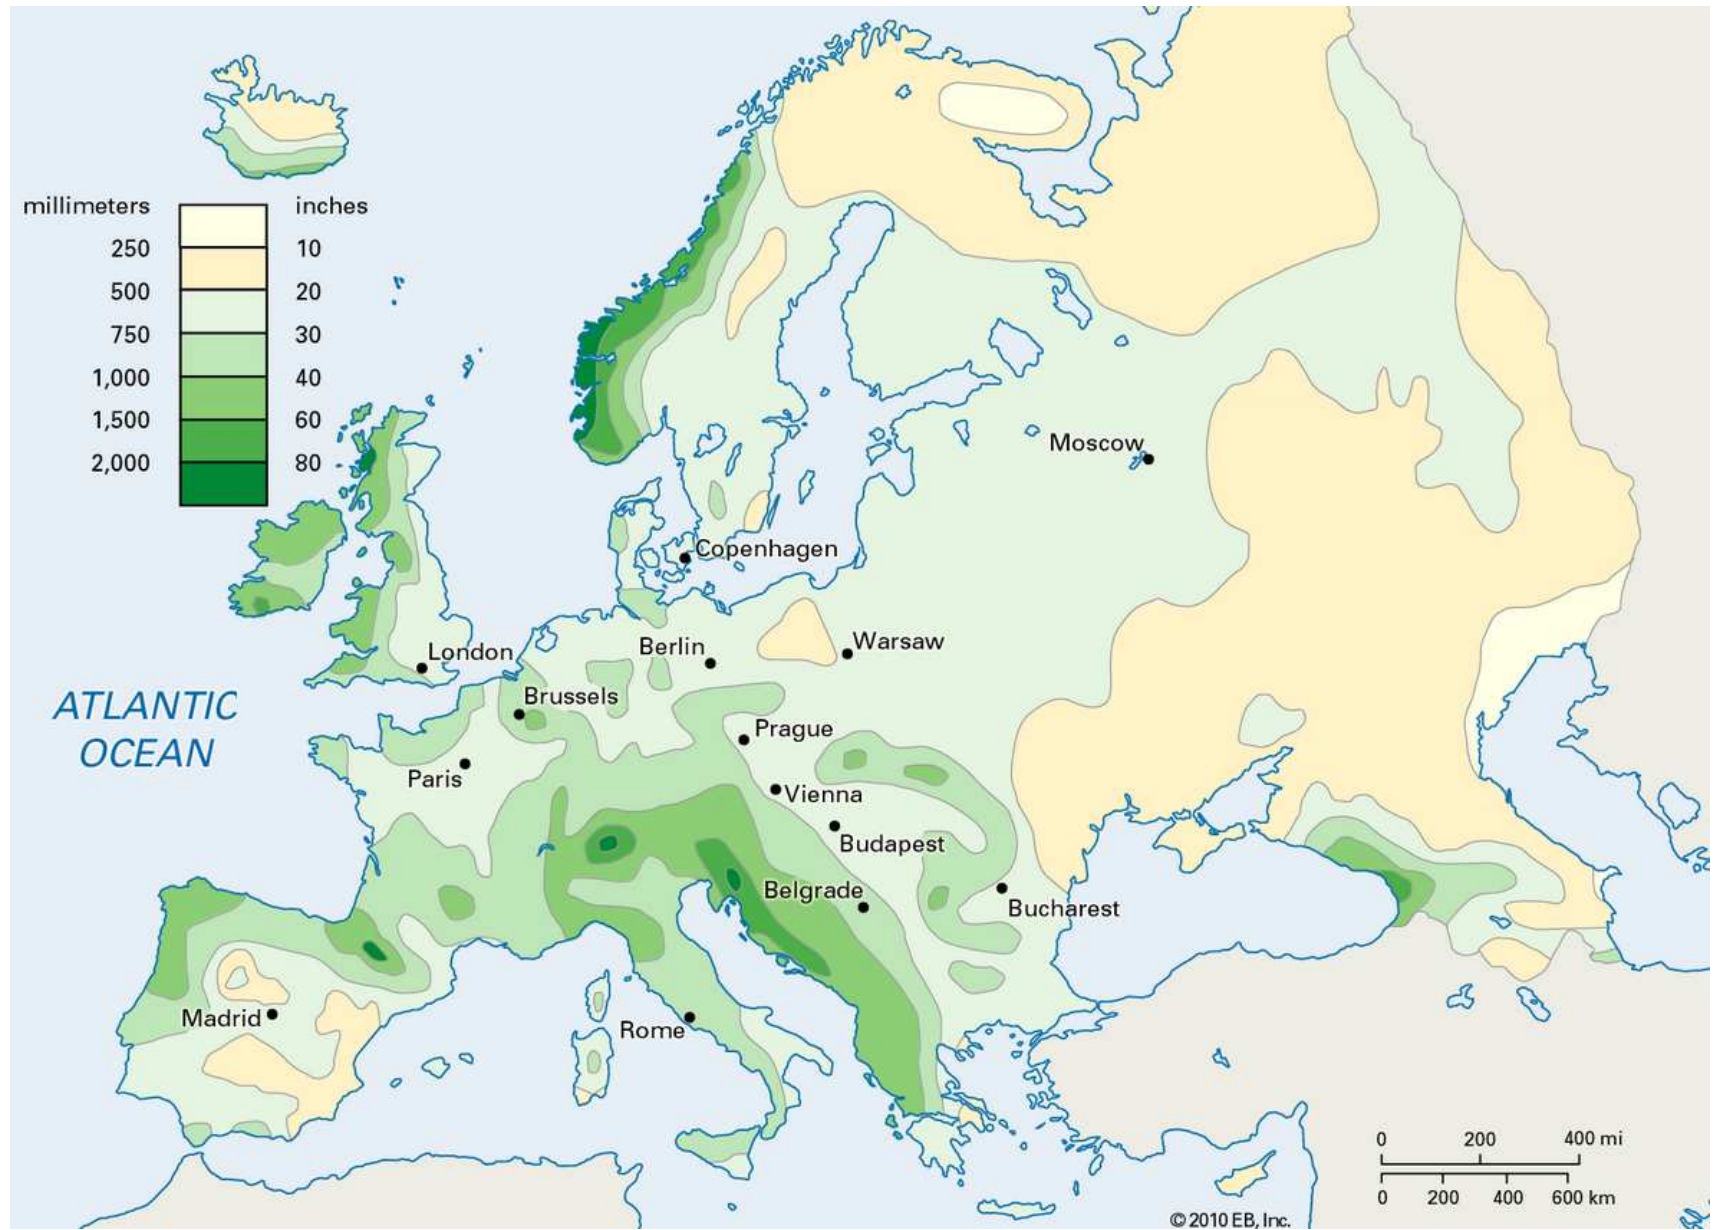 millimeters
inches
250
10
500
20
750
30
1,000
40
1,500
60
2,000
80
Moscow
Copenhagen
London
Berlin
Warsaw
Brussels
ATLANTIC
OCEAN
Prague
Paris
Vienna
Budapest
Belgrade
Bucharest
Madrid
Rome
0 200 400 mi
0 200 400 600 km
© 2010 EB, Inc.